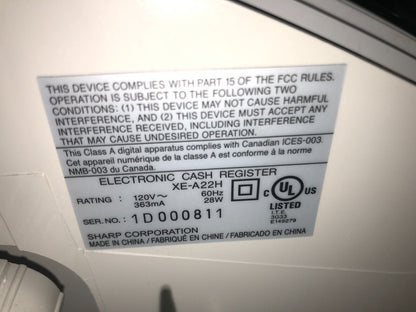 THIS DEVICE COMPLIES WITH PART 15 OF THE FCC RULES.
OPERATION IS SUBJECT TO THE FOLLOWING TWO
CONDITIONS: (1) THIS DEVICE MAY NOT CAUSE HARMFUL
INTERFERENCE, AND (2) THIS DEVICE MUST ACCEPT ANY
INTERFERENCE RECEIVED, INCLUDING INTERFERENCE
THAT MAY CAUSE UNDESIRED OPERATION.
This Class A digital apparatus complies with Canadian ICES-003.
Cet appareil numérique de la classe A est conforme à la norme
NMB-003 du Canada.
ELECTRONIC CASH REGISTER
XE-A22H
RATING : 120V~ 60Hz
363mA 28W
SER.NO.: 1D000811
SHARP CORPORATION
MADE IN CHINA / FABRIQUÉ EN CHINE / FABRICADO EN CHINA
C UL US
LISTED
I.T.E.
3G32
E149279